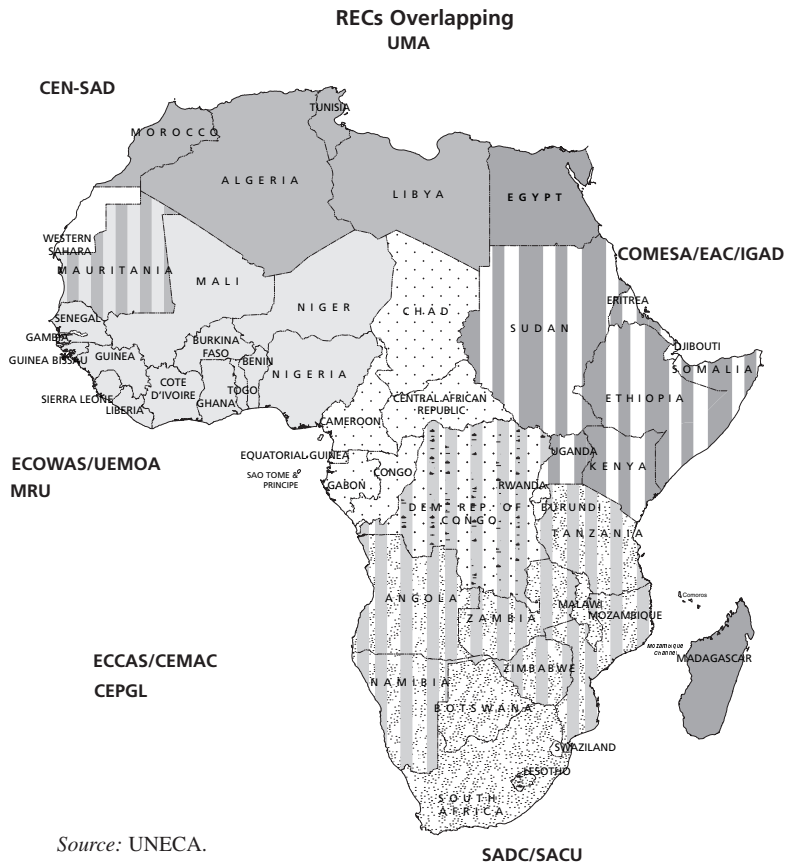 RECs Overlapping
UMA
CEN-SAD
TUNISIA
MOROCCO
ALGERIA
LIBYA
EGYPT
WESTERN
SAHARA
COMESA/EAC/IGAD
MAURITANIA
MALI
NIGER
CHAD
SUDAN
ERITREA
SENEGAL
GAMBIA
GUINEA BISSAU
GUINEA
BURKINA
FASO
BENIN
NIGERIA
DJIBOUTI
SOMALIA
ETHIOPIA
SIERRA LEONE
LIBERIA
COTE
D'IVOIRE
GHANA
TOGO
CENTRAL AFRICAN
REPUBLIC
CAMEROON
ECOWAS/UEMOA
MRU
EQUATORIAL GUINEA
SAO TOME &
PRINCIPE
GABON
CONGO
UGANDA
KENYA
RWANDA
DEM. REP. OF
CONGO
BURUNDI
TANZANIA
ANGOLA
ZAMBIA
MALAWI
MOZAMBIQUE
Comoros
Mozambique
Channel
MADAGASCAR
ECCAS/CEMAC
CEPGL
NAMIBIA
ZIMBABWE
BOTSWANA
SWAZILAND
LESOTHO
SOUTH
AFRICA
Source: UNECA.
SADC/SACU